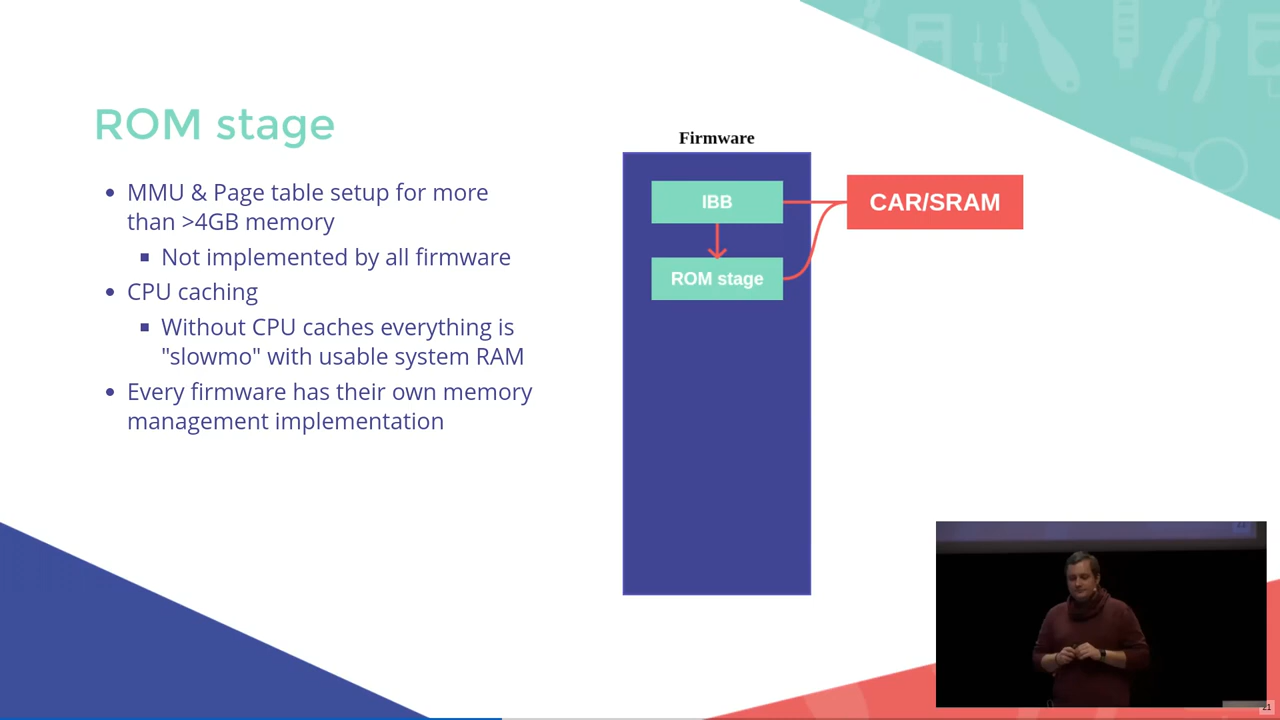 ROM stage
MMU & Page table setup for more
than >4GB memory
Not implemented by all firmware
CPU caching
Without CPU caches everything is
"slowmo" with usable system RAM
Every firmware has their own memory
management implementation
Firmware
IBB
CAR/SRAM
ROM stage
21
21